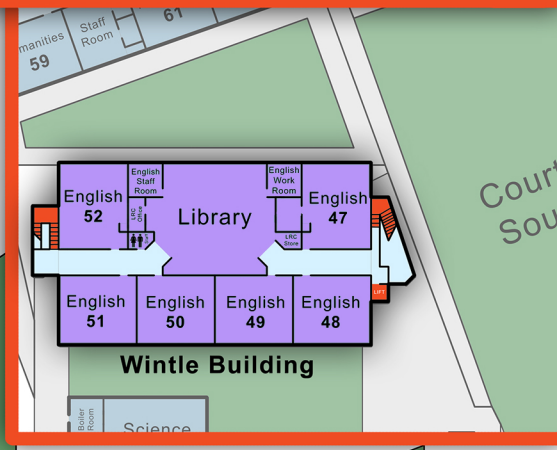 61
Staff
Room
manities
59
Court
Sou
English
Staff
Room
English
Work
Room
English
52
LRC
Office
Library
English
47
LRC
Store
LIFT
English
51
English
50
English
49
English
48
Wintle Building
Boiler
Room
Science